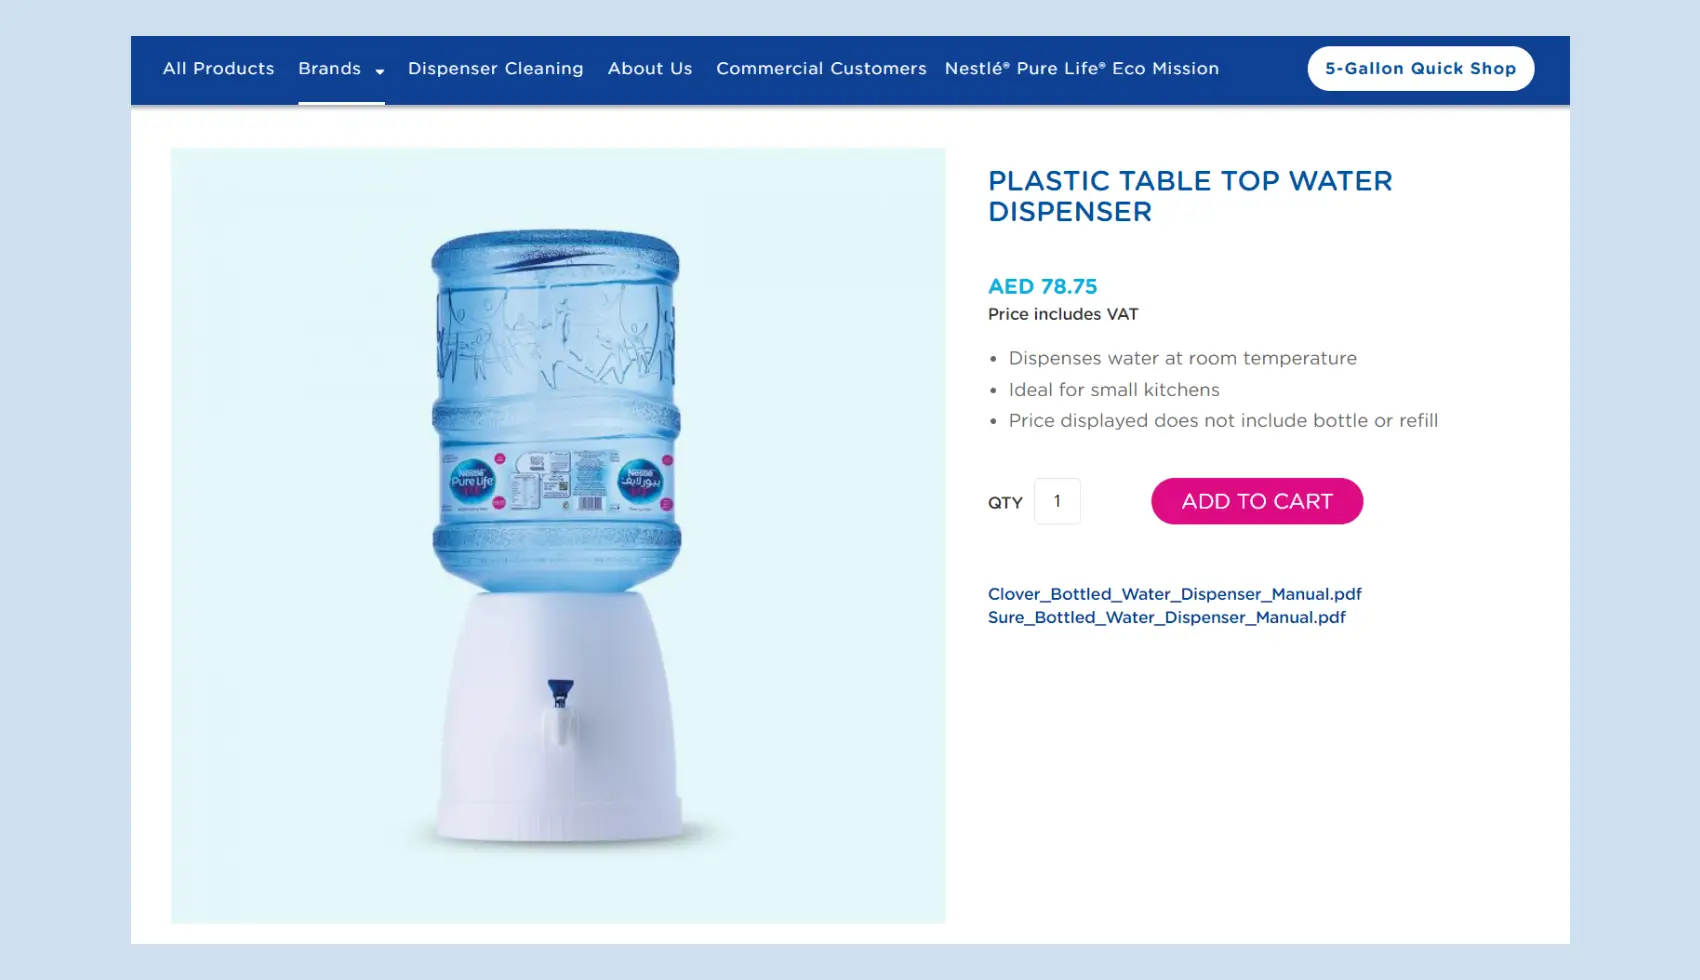 All Products Brands Dispenser Cleaning About Us Commercial Customers Nestlé® Pure Life® Eco Mission 5-Gallon Quick Shop
PLASTIC TABLE TOP WATER
DISPENSER
AED 78.75
Price includes VAT
• Dispenses water at room temperature
• Ideal for small kitchens
• Price displayed does not include bottle or refill
QTY 1 ADD TO CART
Clover_Bottled_Water_Dispenser_Manual.pdf
Sure_Bottled_Water_Dispenser_Manual.pdf
Nestlé
Pure Life
Nestlé
بيورلايف